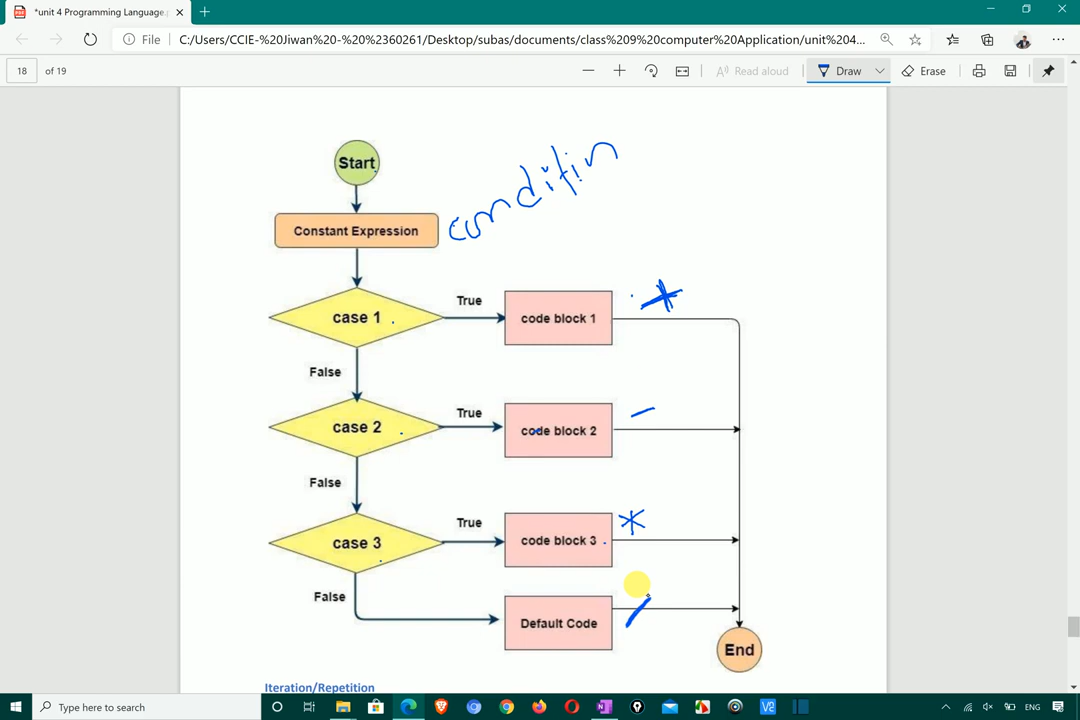 *unit 4 Programming Language.p
File
C:/Users/CCIE-%20Jiwan%20-%20%2360261/Desktop/subas/documents/class%209%20computer%20Application/unit%204...
18 of 19
Read aloud
Draw
Erase
Start
conditin
Constant Expression
case 1
True
code block 1
False
case 2
True
code block 2
False
case 3
True
code block 3
False
Default Code
End
Iteration/Repetition
Type here to search
ENG